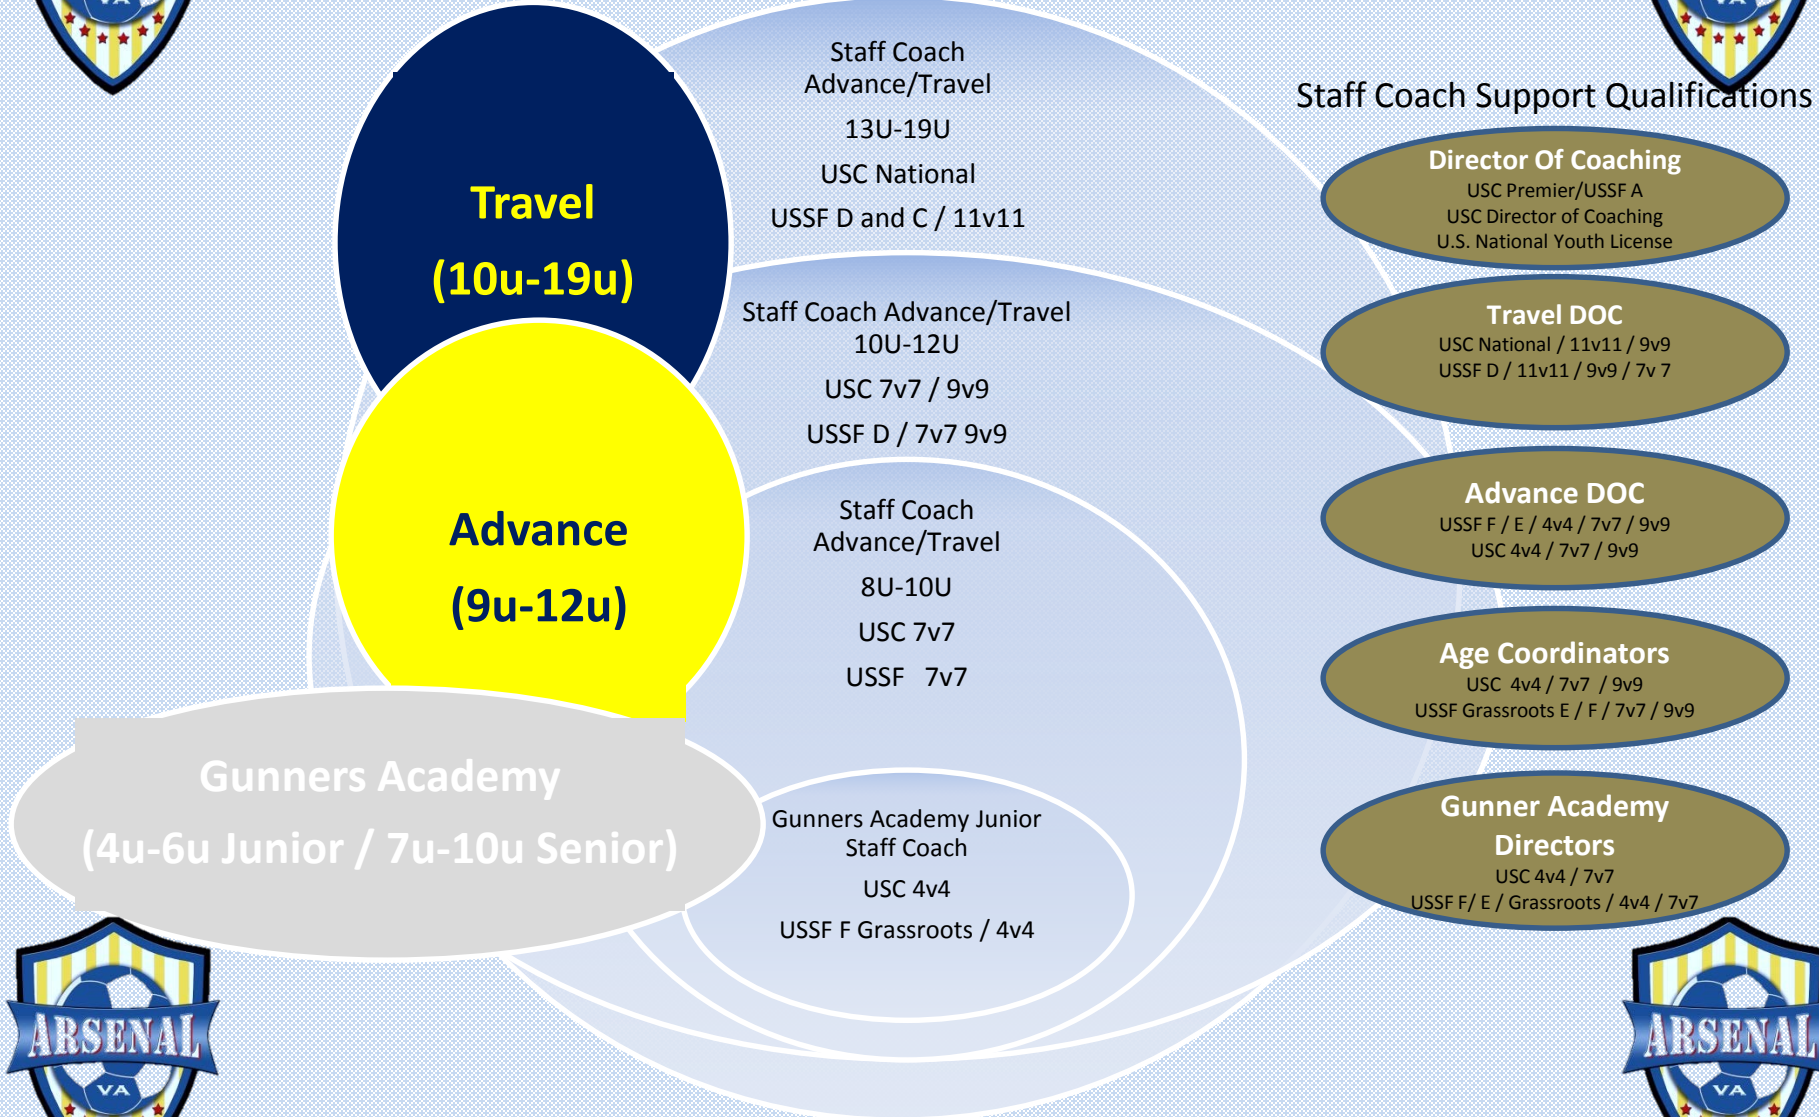 VA
VA
Travel
(10u-19u)
Advance
(9u-12u)
Gunners Academy
(4u-6u Junior / 7u-10u Senior)
Staff Coach
Advance/Travel
13U-19U
USC National
USSF D and C / 11v11
Staff Coach Advance/Travel
10U-12U
USC 7v7 / 9v9
USSF D / 7v7 9v9
Staff Coach
Advance/Travel
8U-10U
USC 7v7
USSF 7v7
Gunners Academy Junior
Staff Coach
USC 4v4
USSF F Grassroots / 4v4
Staff Coach Support Qualifications
Director Of Coaching
USC Premier/USSF A
USC Director of Coaching
U.S. National Youth License
Travel DOC
USC National / 11v11 / 9v9
USSF D / 11v11 / 9v9 / 7v 7
Advance DOC
USSF F / E / 4v4 / 7v7 / 9v9
USC 4v4 / 7v7 / 9v9
Age Coordinators
USC 4v4 / 7v7 / 9v9
USSF Grassroots E / F / 7v7 / 9v9
Gunner Academy
Directors
USC 4v4 / 7v7
USSF F/ E / Grassroots / 4v4 / 7v7
ARSENAL
VA
ARSENAL
VA